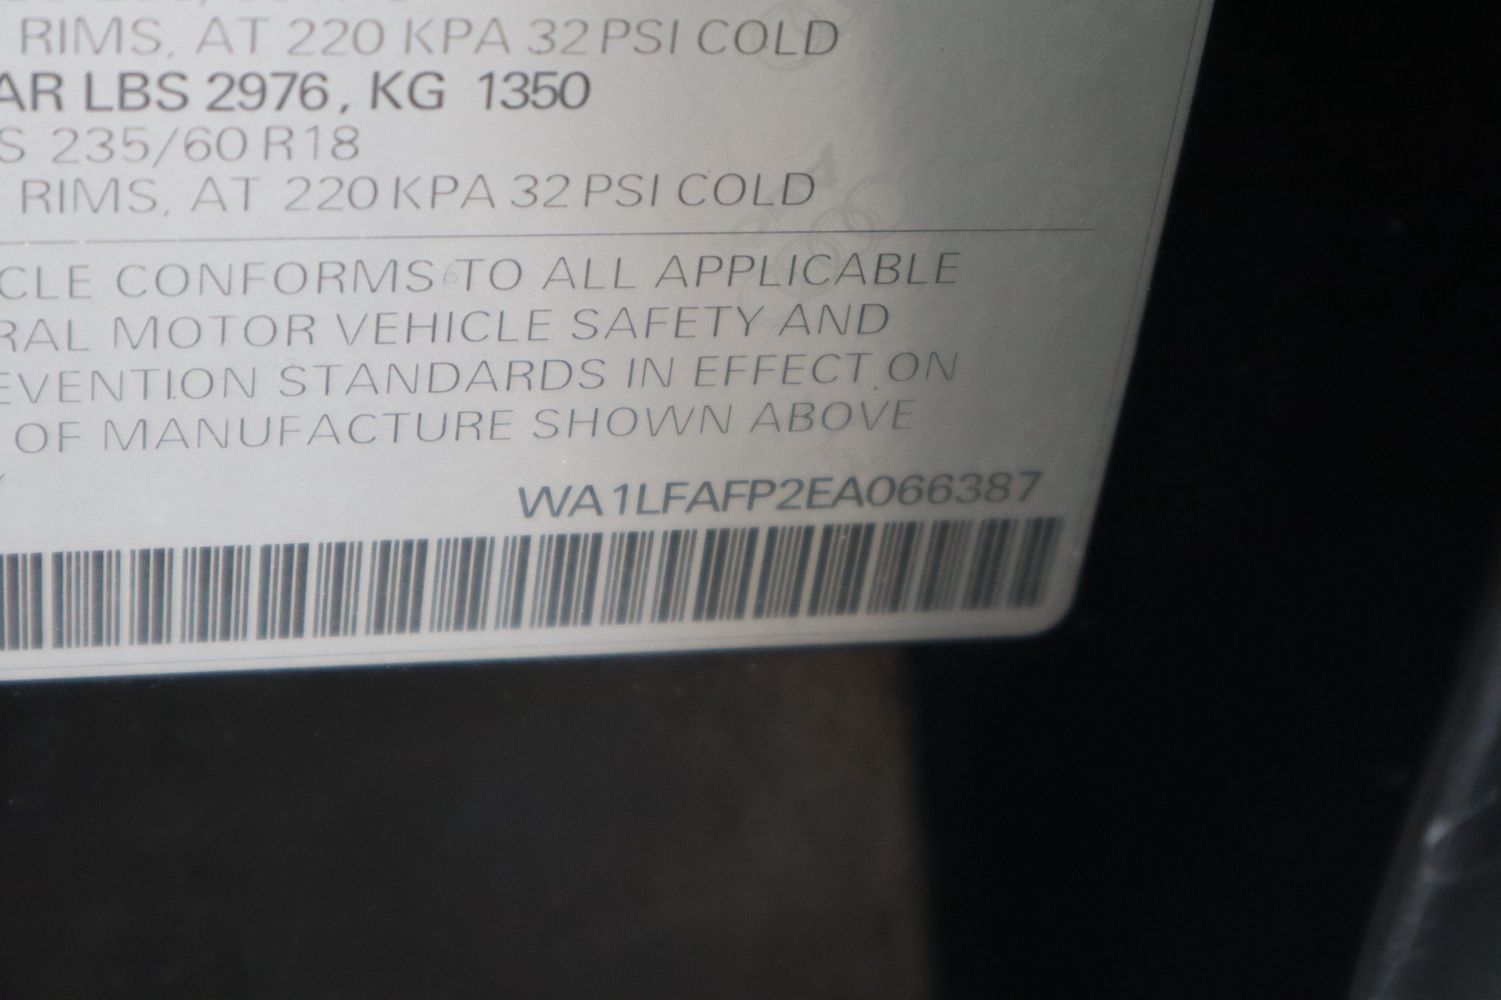 RIMS, AT 220 KPA 32 PSI COLD
AR LBS 2976, KG 1350
S 235/60 R18
RIMS, AT 220 KPA 32 PSI COLD
CLE CONFORMS TO ALL APPLICABLE
RAL MOTOR VEHICLE SAFETY AND
EVENTION STANDARDS IN EFFECT ON
OF MANUFACTURE SHOWN ABOVE
WA1LFAFP2EA066387